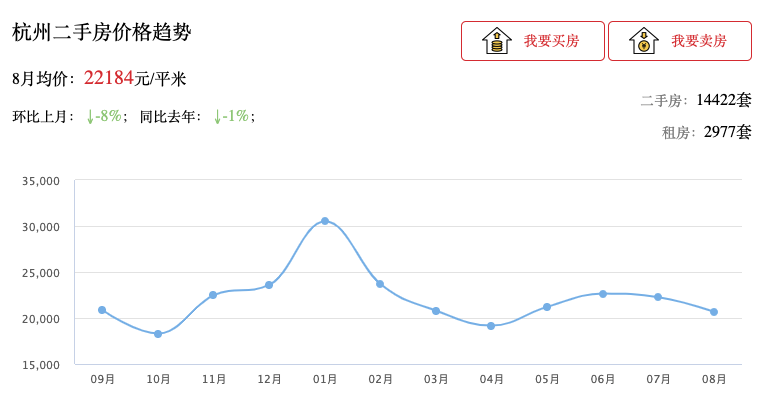 杭州二手房价格趋势
我要买房
我要卖房
8月均价：22184元/平米
二手房：14422套
环比上月：↓-8%； 同比去年：↓-1%；
租房：2977套
35,000
30,000
25,000
20,000
15,000
09月 10月 11月 12月 01月 02月 03月 04月 05月 06月 07月 08月